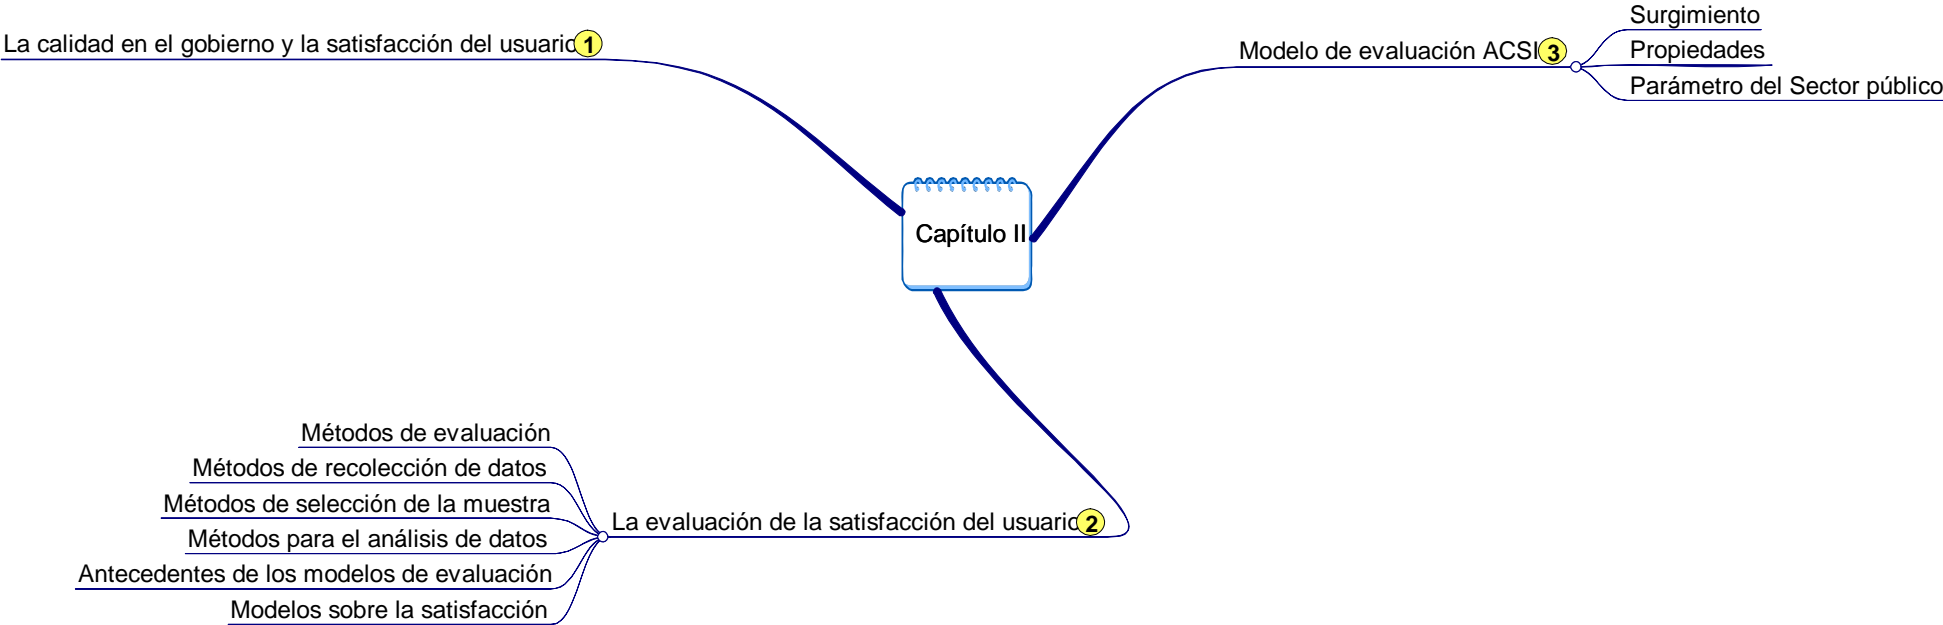 La calidad en el gobierno y la satisfacción del usuario 1
Modelo de evaluación ACSI 3
Surgimiento
Propiedades
Parámetro del Sector público
Capítulo II
La evaluación de la satisfacción del usuario 2
Métodos de evaluación
Métodos de recolección de datos
Métodos de selección de la muestra
Métodos para el análisis de datos
Antecedentes de los modelos de evaluación
Modelos sobre la satisfacción